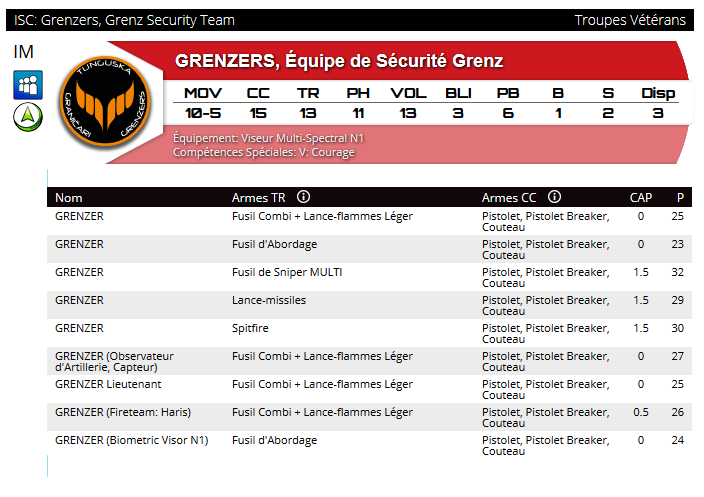 ISC: Grenzers, Grenz Security Team Troupes Vétérans
IM
GRENZERS, Équipe de Sécurité Grenz
TUNGUSKA
GRANIČARI GRENZERS
MOV CC TR PH VOL BLI PB B S Disp
10-5 15 13 11 13 3 6 1 2 3
Équipement: Viseur Multi-Spectral N1
Compétences Spéciales: V: Courage
Nom Armes TR Armes CC CAP P
GRENZER Fusil Combi + Lance-flammes Léger Pistolet, Pistolet Breaker, 0 25
Couteau
GRENZER Fusil d'Abordage Pistolet, Pistolet Breaker, 0 23
Couteau
GRENZER Fusil de Sniper MULTI Pistolet, Pistolet Breaker, 1.5 32
Couteau
GRENZER Lance-missiles Pistolet, Pistolet Breaker, 1.5 29
Couteau
GRENZER Spitfire Pistolet, Pistolet Breaker, 1.5 30
Couteau
GRENZER (Observateur Fusil Combi + Lance-flammes Léger Pistolet, Pistolet Breaker, 0 27
d'Artillerie, Capteur) Couteau
GRENZER Lieutenant Fusil Combi + Lance-flammes Léger Pistolet, Pistolet Breaker, 0 25
Couteau
GRENZER (Fireteam: Haris) Fusil Combi + Lance-flammes Léger Pistolet, Pistolet Breaker, 0.5 26
Couteau
GRENZER (Biometric Visor N1) Fusil d'Abordage Pistolet, Pistolet Breaker, 0 24
Couteau